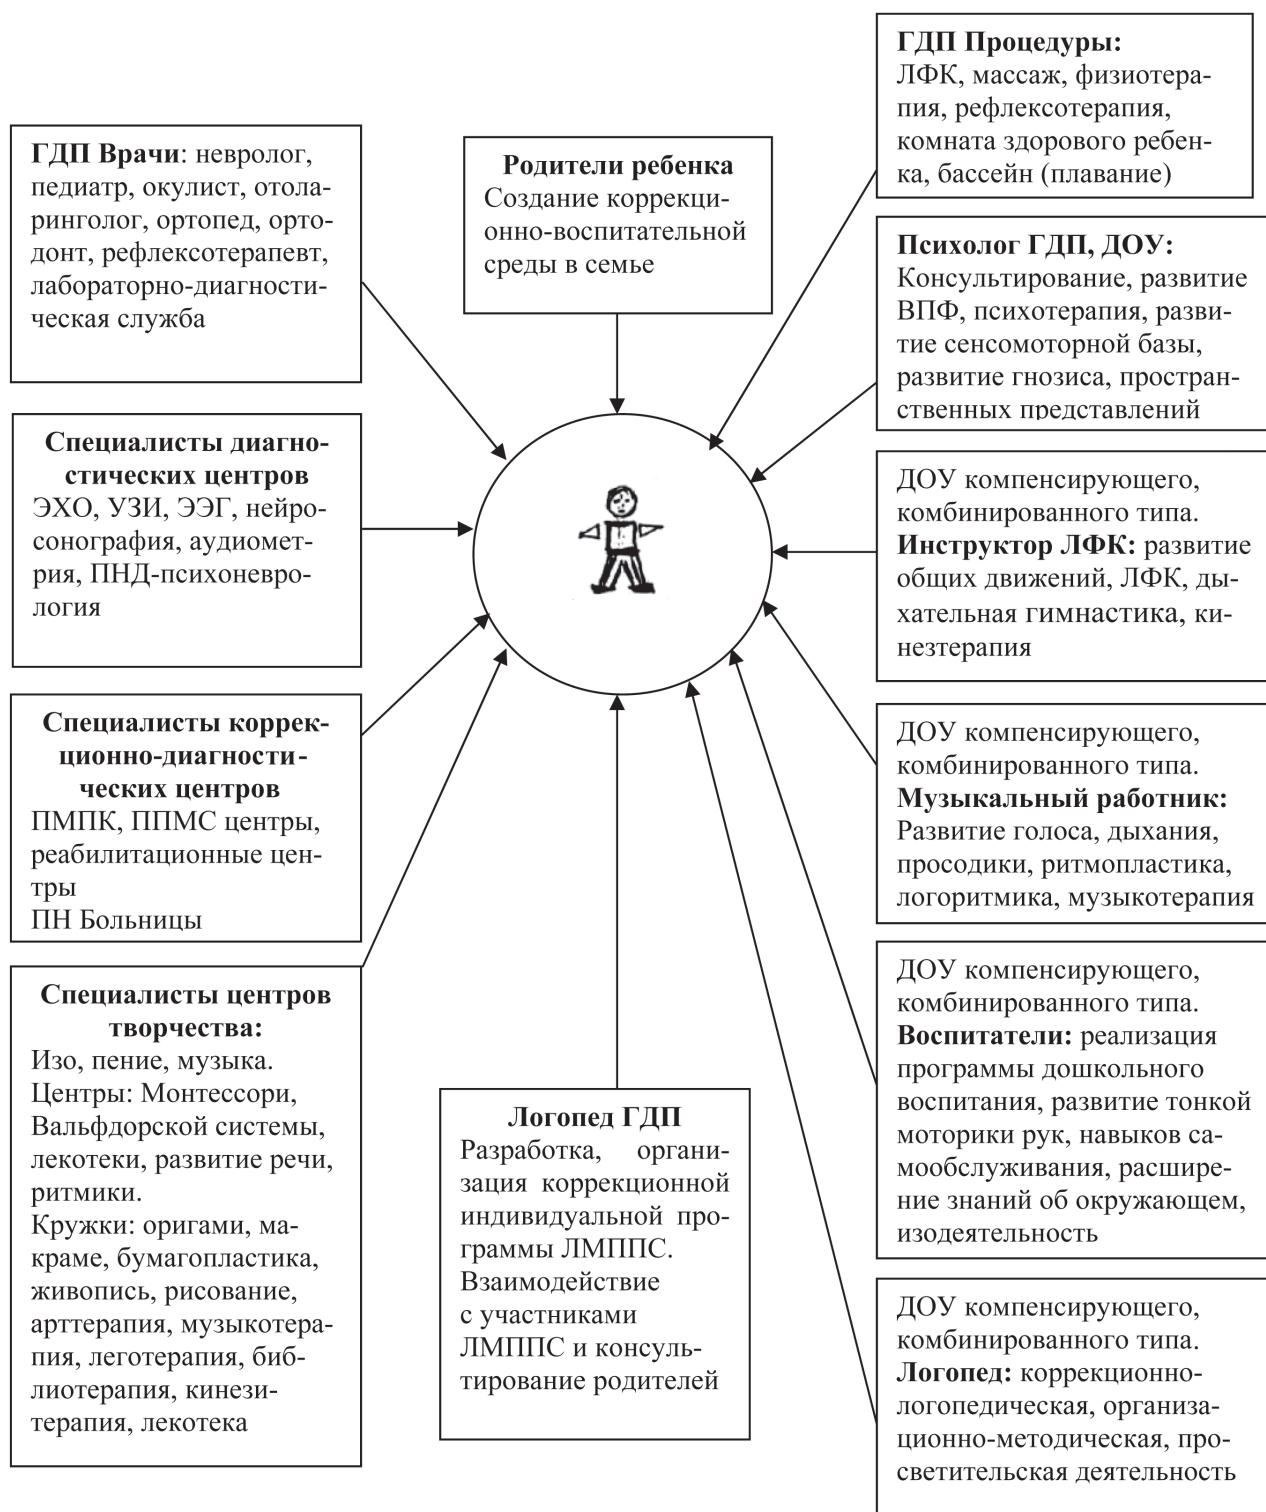 ГДП Врачи: невролог,
педиатр, окулист, отола-
ринголог, ортопед, орто-
донт, рефлексотерапевт,
лабораторно-диагности-
ческая служба
Специалисты диагно-
стических центров
ЭХО, УЗИ, ЭЭГ, нейро-
сонография, аудиомет-
рия, ПНД-психоневро-
логия
Специалисты коррек-
ционно-диагности-
ческих центров
ПМПК, ППМС центры,
реабилитационные цен-
тры
ПН Больницы
Специалисты центров
творчества:
Изо, пение, музыка.
Центры: Монтессори,
Вальфдорской системы,
лекотеки, развитие речи,
ритмики.
Кружки: оригами, ма-
краме, бумагопластика,
живопись, рисование,
арттерапия, музыкотера-
пия, леготерапия, биб-
лиотерапия, кинези-
терапия, лекотека
Родители ребенка
Создание коррекци-
онно-воспитательной
среды в семье
Логопед ГДП
Разработка, органи-
зация коррекционной
индивидуальной про-
граммы ЛМППС.
Взаимодействие
с участниками
ЛМППС и консуль-
тирование родителей
ГДП Процедуры:
ЛФК, массаж, физиотера-
пия, рефлексотерапия,
комната здорового ребен-
ка, бассейн (плавание)
Психолог ГДП, ДОУ:
Консультирование, развитие
ВПФ, психотерапия, разви-
тие сенсомоторной базы,
развитие гнозиса, простран-
ственных представлений
ДОУ компенсирующего,
комбинированного типа.
Инструктор ЛФК: развитие
общих движений, ЛФК, ды-
хательная гимнастика, ки-
незтерапия
ДОУ компенсирующего,
комбинированного типа.
Музыкальный работник:
Развитие голоса, дыхания,
просодики, ритмопластика,
логоритмика, музыкотерапия
ДОУ компенсирующего,
комбинированного типа.
Воспитатели: реализация
программы дошкольного
воспитания, развитие тонкой
моторики рук, навыков са-
мообслуживания, расшире-
ние знаний об окружающем,
изодеятельность
ДОУ компенсирующего,
комбинированного типа.
Логопед: коррекционно-
логопедическая, организа-
ционно-методическая, про-
светительская деятельность